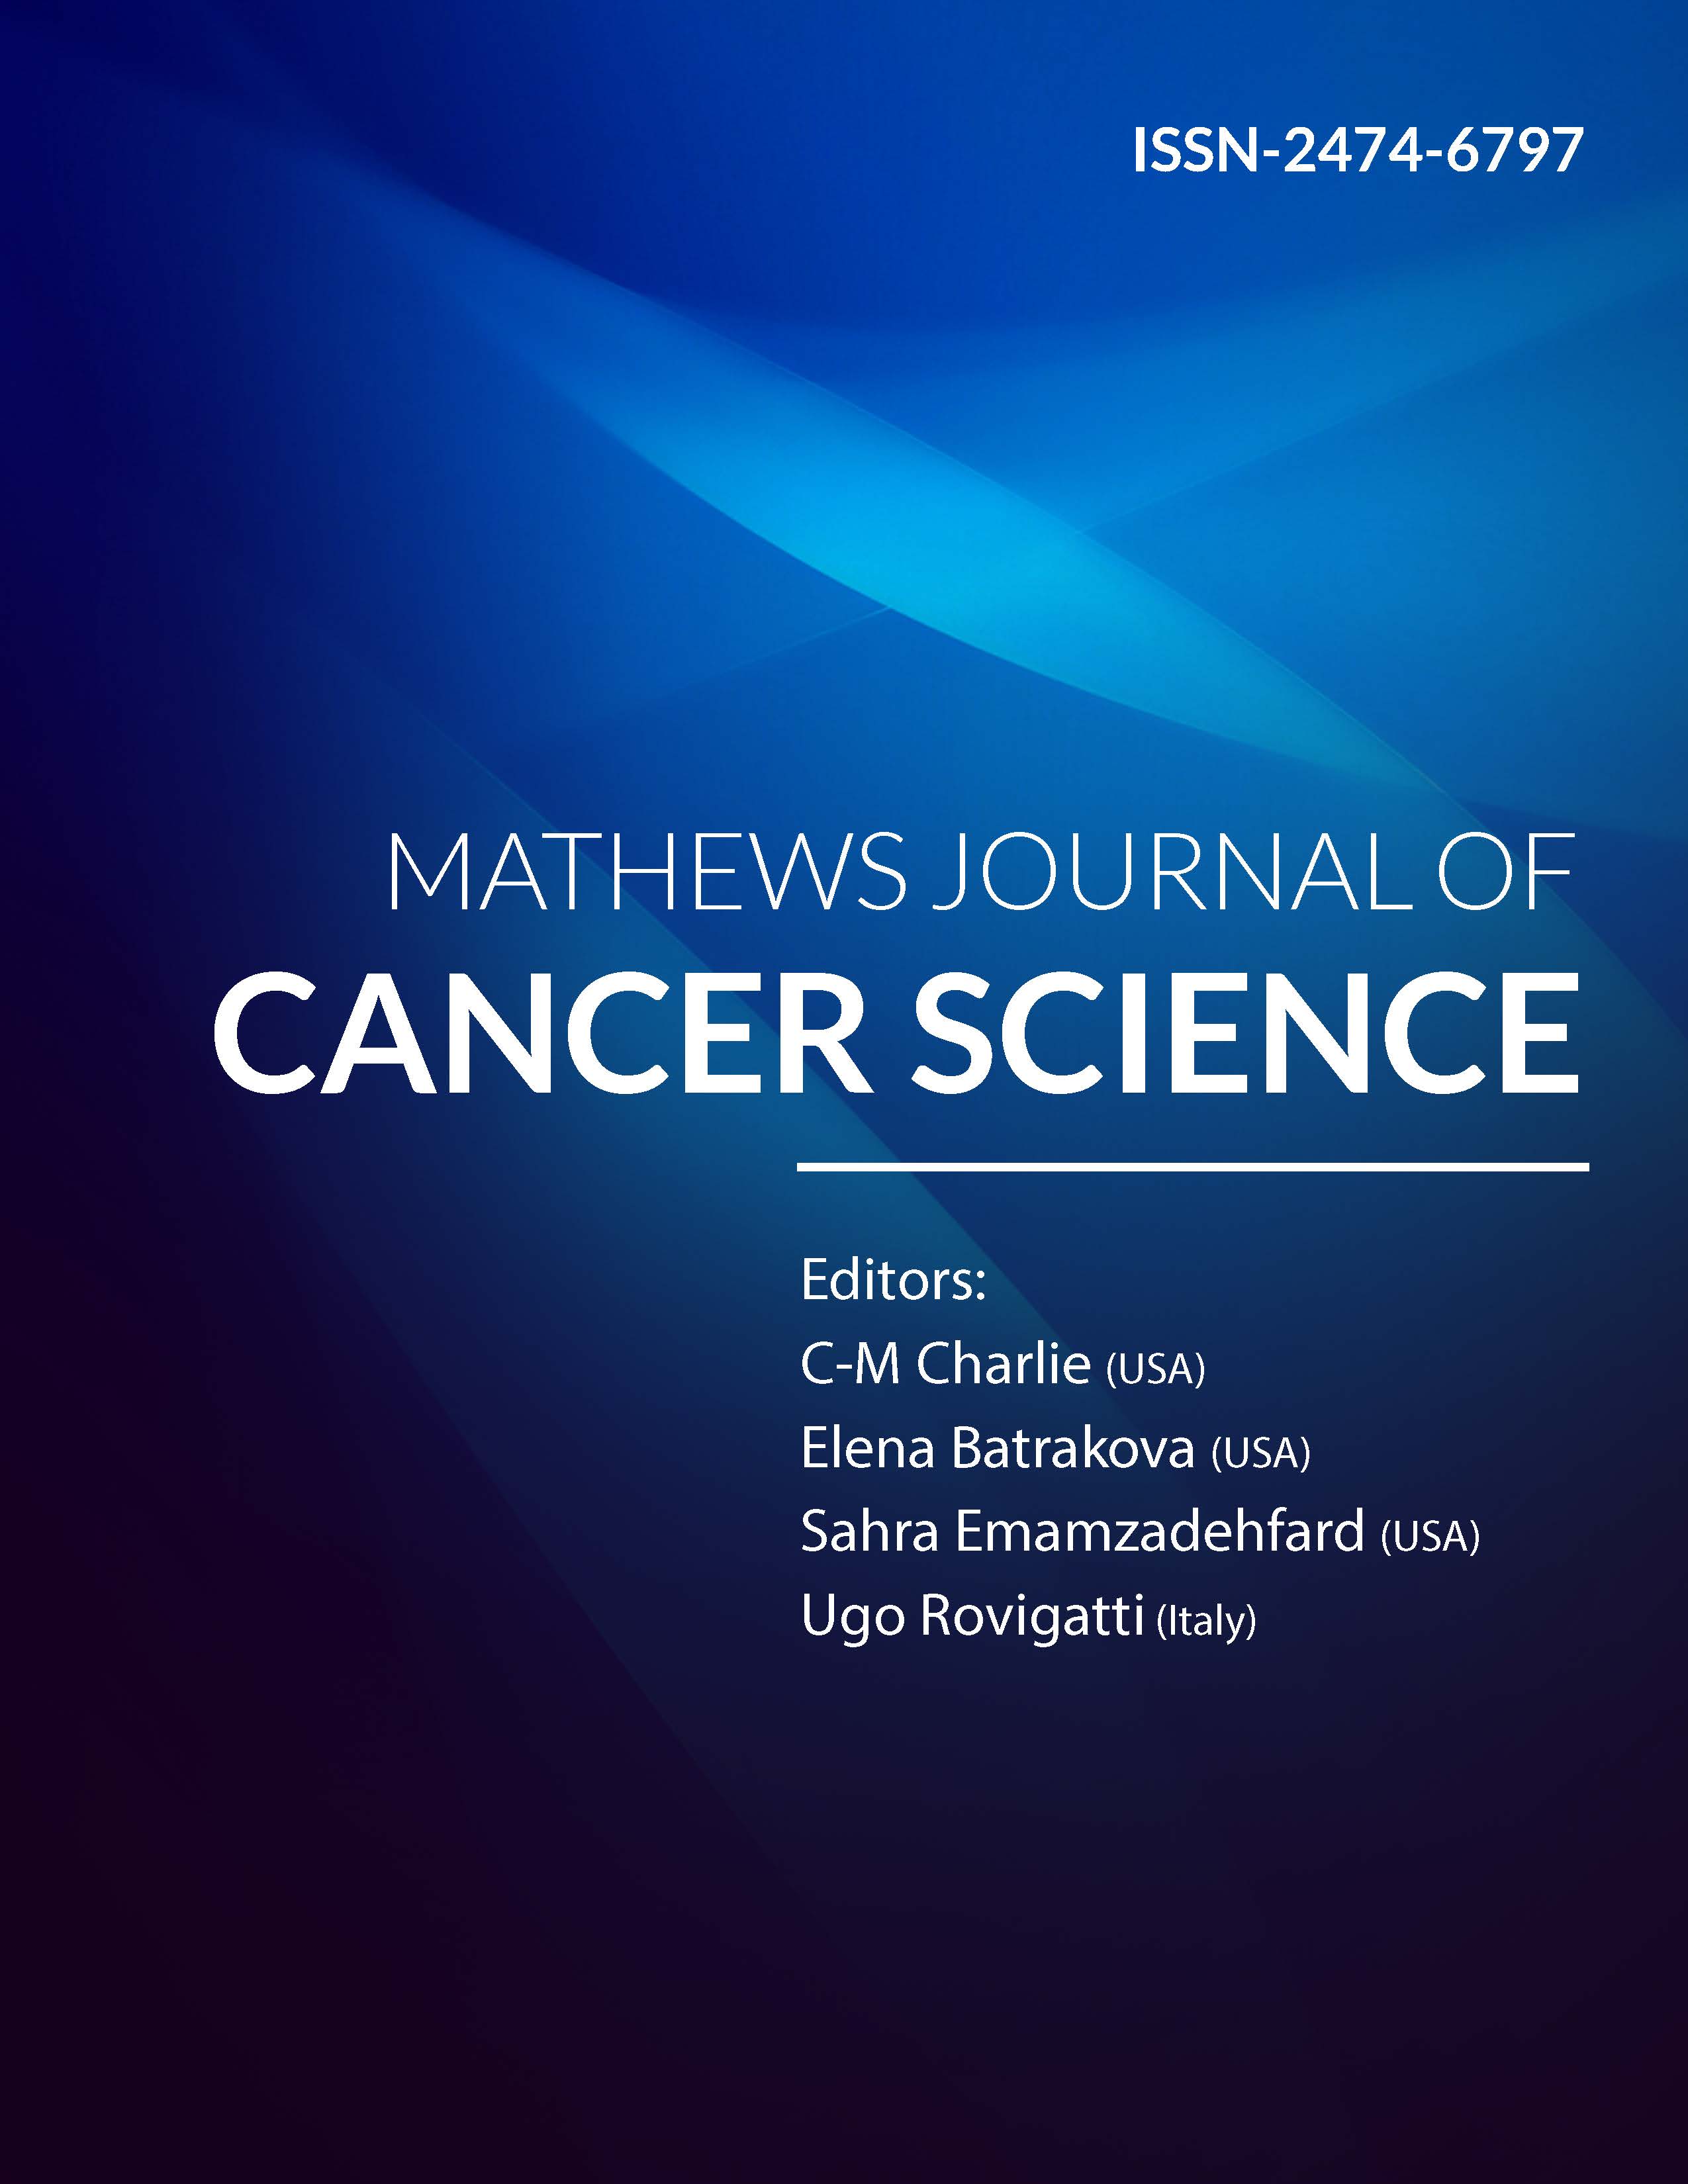 ISSN-2474-6797
MATHEWS JOURNAL OF
CANCER SCIENCE
Editors:
C-M Charlie (USA)
Elena Batrakova (USA)
Sahra Emamzadehfard (USA)
Ugo Rovigatti (Italy)